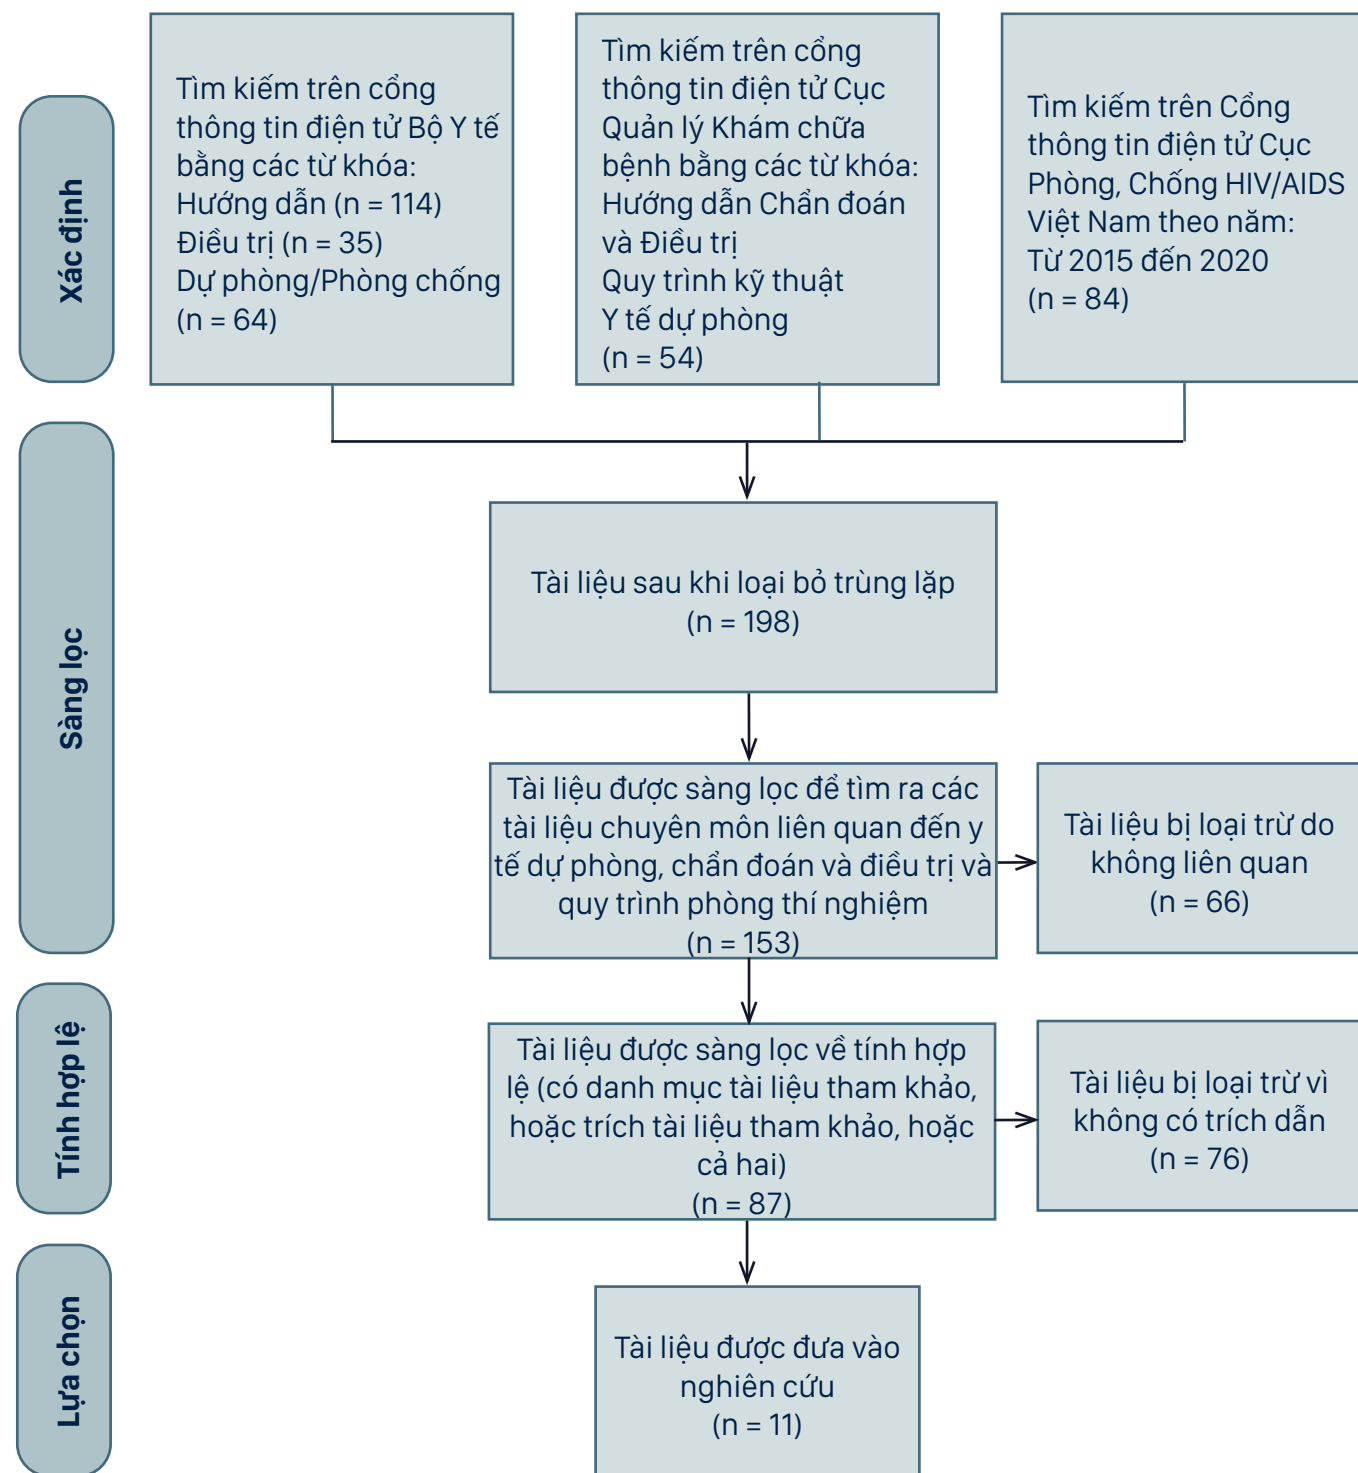 Xác định
Tìm kiếm trên cổng
thông tin điện tử Bộ Y tế
bằng các từ khóa:
Hướng dẫn (n = 114)
Điều trị (n = 35)
Dự phòng/Phòng chống
(n = 64)
Tìm kiếm trên cổng
thông tin điện tử Cục
Quản lý Khám chữa
bệnh bằng các từ khóa:
Hướng dẫn Chẩn đoán
và Điều trị
Quy trình kỹ thuật
Y tế dự phòng
(n = 54)
Tìm kiếm trên Cổng
thông tin điện tử Cục
Phòng, Chống HIV/AIDS
Việt Nam theo năm:
Từ 2015 đến 2020
(n = 84)
Sàng lọc
Tài liệu sau khi loại bỏ trùng lặp
(n = 198)
Tài liệu được sàng lọc để tìm ra các
tài liệu chuyên môn liên quan đến y
tế dự phòng, chẩn đoán và điều trị và
quy trình phòng thí nghiệm
(n = 153)
Tài liệu bị loại trừ do
không liên quan
(n = 66)
Tính hợp lệ
Tài liệu được sàng lọc về tính hợp
lệ (có danh mục tài liệu tham khảo,
hoặc trích tài liệu tham khảo, hoặc
cả hai)
(n = 87)
Tài liệu bị loại trừ vì
không có trích dẫn
(n = 76)
Lựa chọn
Tài liệu được đưa vào
nghiên cứu
(n = 11)